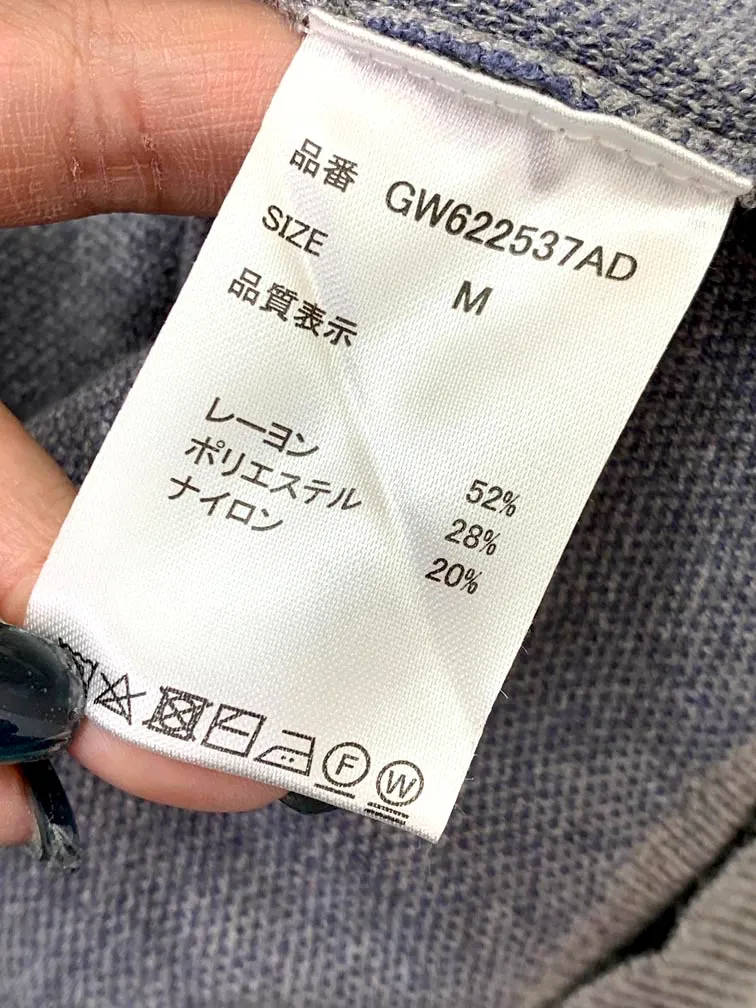 品番 GW622537AD
SIZE M
品質表示
レーヨン 52%
ポリエステル 28%
ナイロン 20%
F W